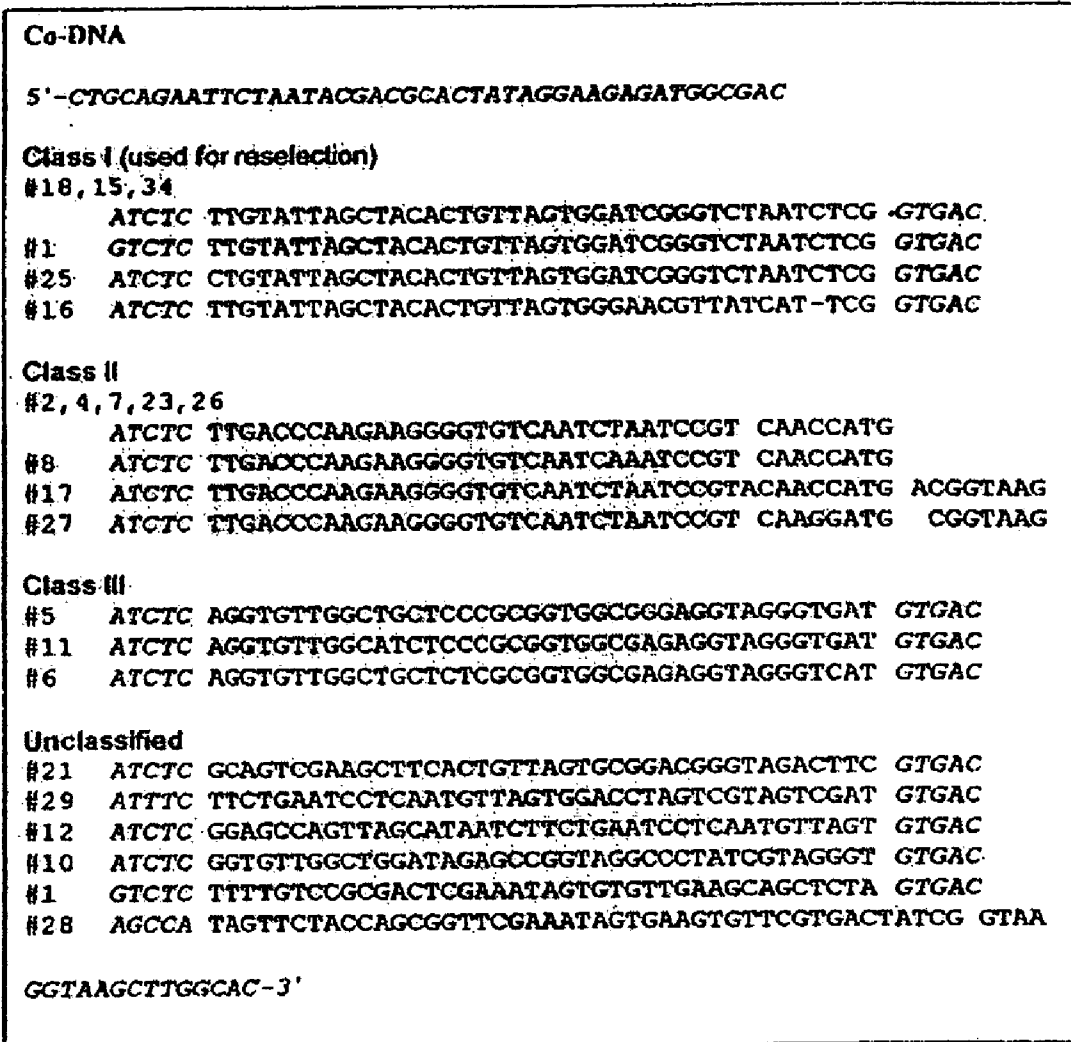 Co-DNA
5'-CTGCAGAATTCTAATACGACGCACTATAGGAAGAGATGGCGAC
Class I (used for reselection)
#18,15,34
ATCTC TTGTATTAGCTACACTGTTAGTGGATCGGGTCTAATCTCG GTGAC
#1 GTCTC TTGTATTAGCTACACTGTTAGTGGATCGGGTCTAATCTCG GTGAC
#25 ATCTC CTGTATTAGCTACACTGTTAGTGGATCGGGTCTAATCTCG GTGAC
#16 ATCTC TTGTATTAGCTACACTGTTAGTGGGAACGTTATCAT-TCG GTGAC
Class II
#2,4,7,23,26
ATCTC TTGACCCAAGAAGGGGTGTCAATCTAATCCGT CAACCATG
#8 ATCTC TTGACCCAAGAAGGGGTGTCAATCAAATCCGT CAACCATG
#17 ATCTC TTGACCCAAGAAGGGGTGTCAATCTAATCCGTACAACCATG ACGGTAAG
#27 ATCTC TTGACCCAAGAAGGGGTGTCAATCTAATCCGT CAAGGATG CGGTAAG
Class III
#5 ATCTC AGGTGTTGGCTGCTCCCGCGGTGGCGGGAGGTAGGGTGAT GTGAC
#11 ATCTC AGGTGTTGGCATCTCCCGCGGTGGCGAGAGGTAGGGTGAT GTGAC
#6 ATCTC AGGTGTTGGCTGCTCTCGCGGTGGCGAGAGGTAGGGTCAT GTGAC
Unclassified
#21 ATCTC GCAGTCGAAGCTTCACTGTTAGTGCGGACGGGTAGACTTC GTGAC
#29 ATTTC TTCTGAATCCTCAATGTTAGTGGACCTAGTCGTAGTCGAT GTGAC
#12 ATCTC GGAGCCAGTTAGCATAATCTTCTGAATCCTCAATGTTAGT GTGAC
#10 ATCTC GGTGTTGGCTGGATAGAGCCGGTAGGCCCTATCGTAGGGT GTGAC
#1 GTCTC TTTTGTCCGCGACTCGAAATAGTGTGTTGAAGCAGCTCTA GTGAC
#28 AGCCA TAGTTCTACCAGCGGTTCGAAATAGTGAAGTGTTCGTGACTATCG GTAA
GGTAAGCTTGGCAC-3'